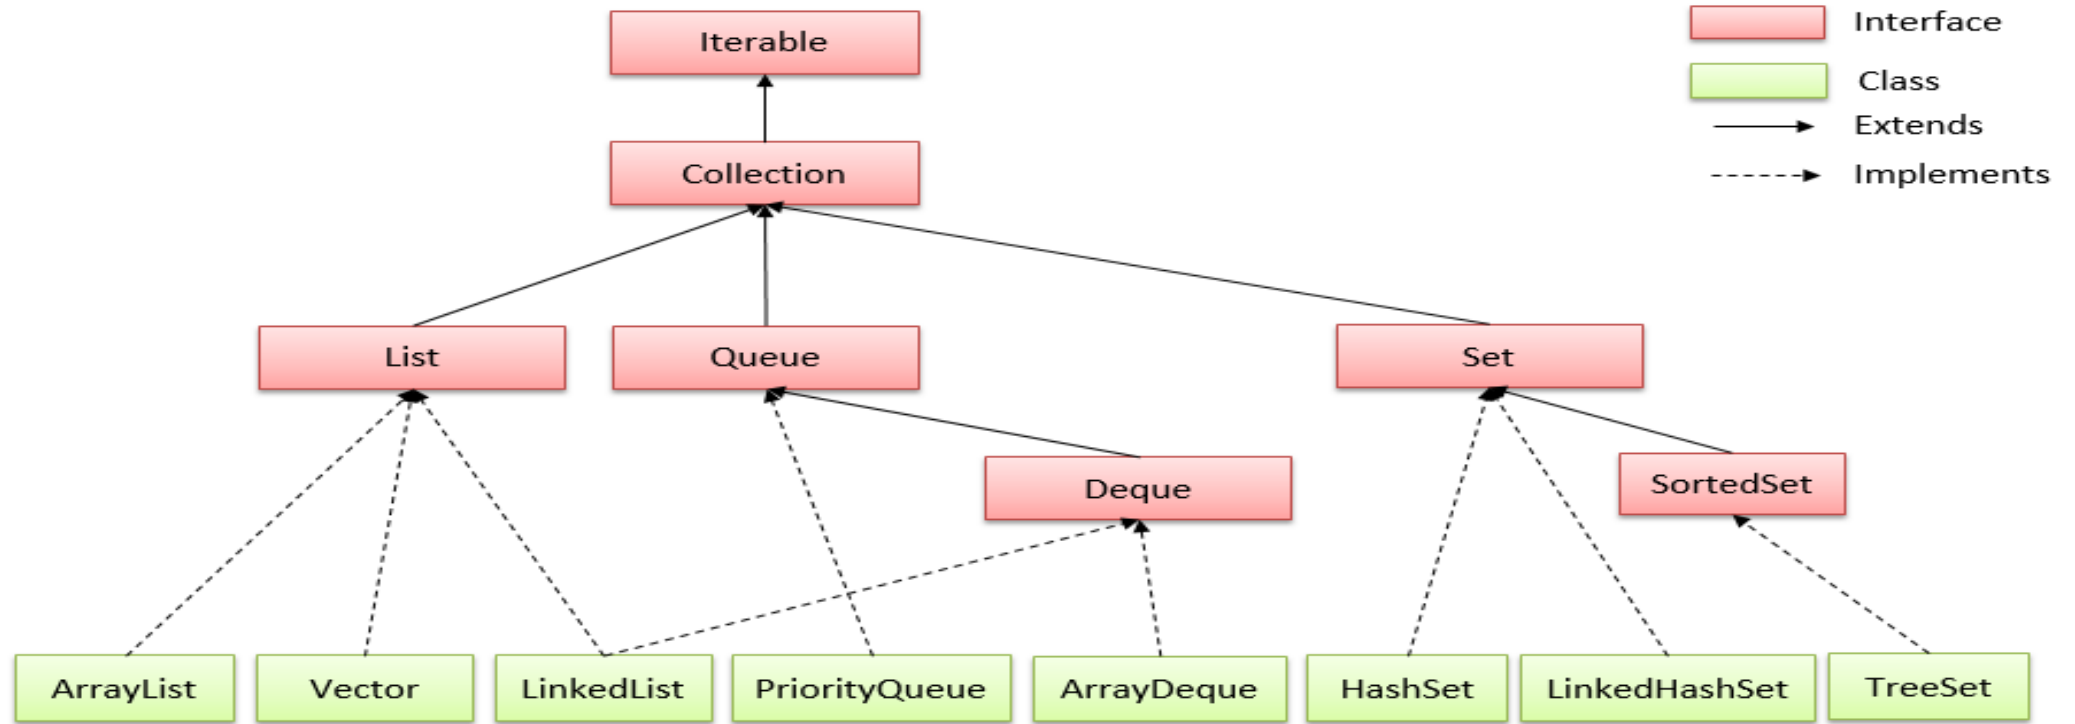 Iterable
Interface
Class
Extends
Implements
Collection
List
Queue
Set
Deque
SortedSet
ArrayList
Vector
LinkedList
PriorityQueue
ArrayDeque
HashSet
LinkedHashSet
TreeSet